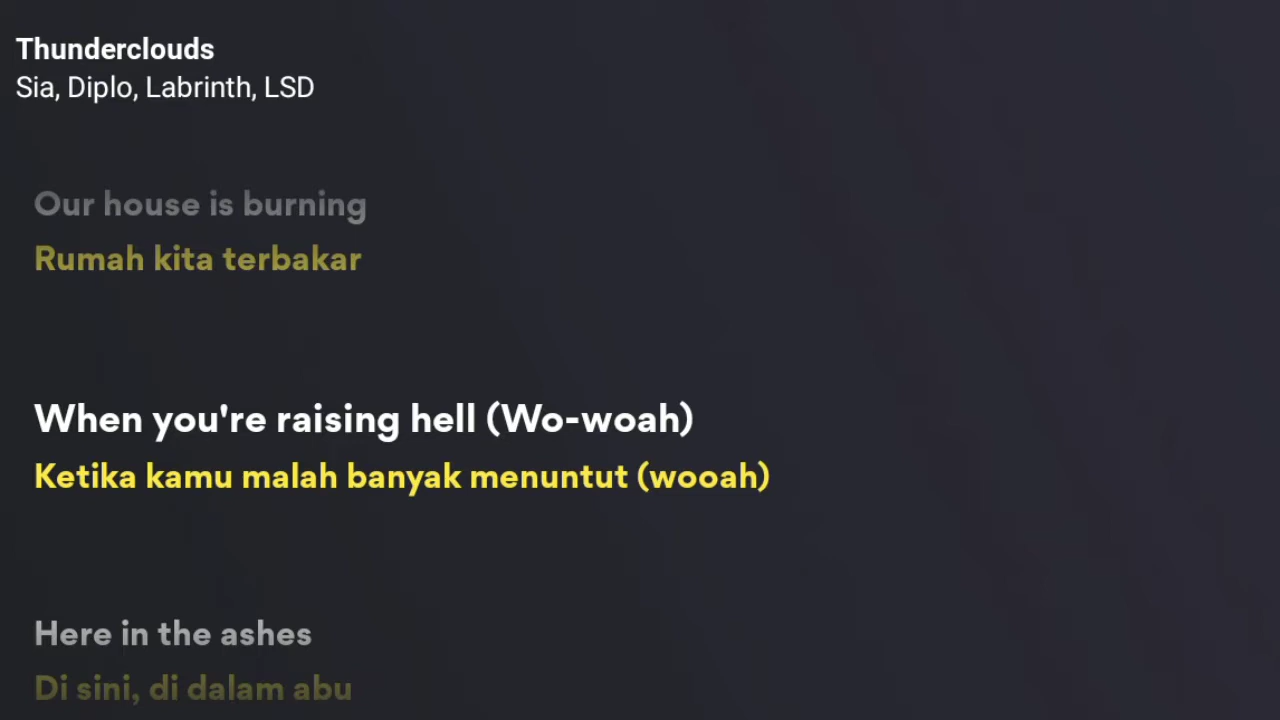 Thunderclouds
Sia, Diplo, Labrinth, LSD
Our house is burning
Rumah kita terbakar
When you're raising hell (Wo-woah)
Ketika kamu malah banyak menuntut (wooah)
Here in the ashes
Di sini, di dalam abu